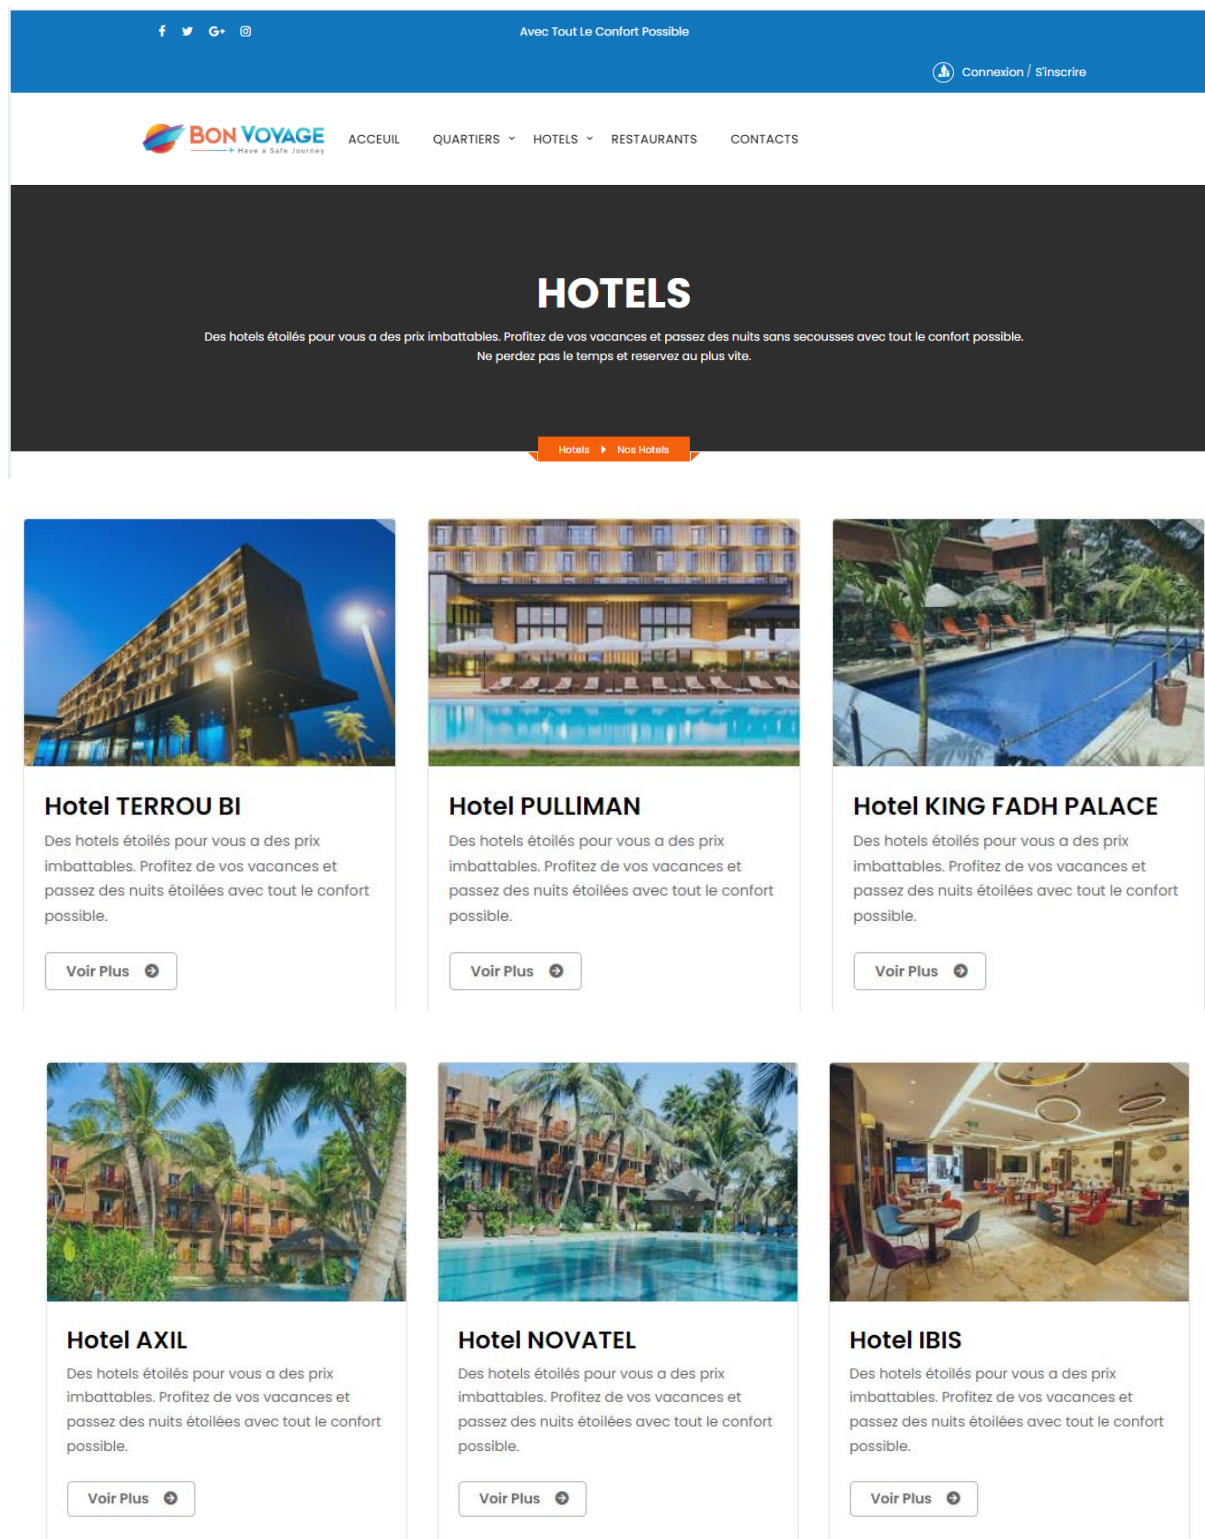 Avec Tout Le Confort Possible
Connexion / S'inscrire
BON VOYAGE
Have a Safe Journey
ACCEUIL QUARTIERS HOTELS RESTAURANTS CONTACTS
HOTELS
Des hotels étoilés pour vous a des prix imbattables. Profitez de vos vacances et passez des nuits sans secousses avec tout le confort possible.
Ne perdez pas le temps et reservez au plus vite.
Hotels Nos Hotels
Hotel TERROU BI
Des hotels étoilés pour vous a des prix
imbattables. Profitez de vos vacances et
passez des nuits étoilées avec tout le confort
possible.
Voir Plus
Hotel PULLIMAN
Des hotels étoilés pour vous a des prix
imbattables. Profitez de vos vacances et
passez des nuits étoilées avec tout le confort
possible.
Voir Plus
Hotel KING FADH PALACE
Des hotels étoilés pour vous a des prix
imbattables. Profitez de vos vacances et
passez des nuits étoilées avec tout le confort
possible.
Voir Plus
Hotel AXIL
Des hotels étoilés pour vous a des prix
imbattables. Profitez de vos vacances et
passez des nuits étoilées avec tout le confort
possible.
Voir Plus
Hotel NOVATEL
Des hotels étoilés pour vous a des prix
imbattables. Profitez de vos vacances et
passez des nuits étoilées avec tout le confort
possible.
Voir Plus
Hotel IBIS
Des hotels étoilés pour vous a des prix
imbattables. Profitez de vos vacances et
passez des nuits étoilées avec tout le confort
possible.
Voir Plus